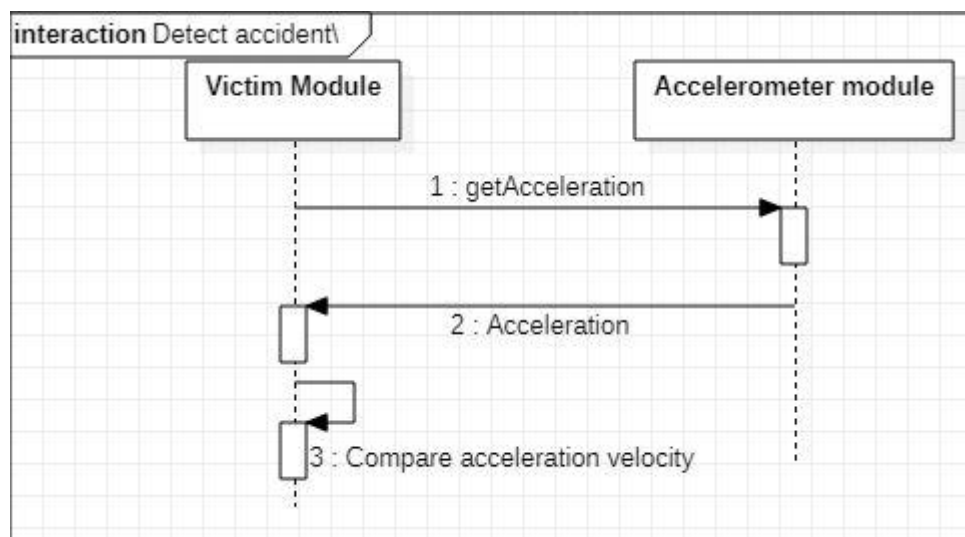 interaction Detect accident\
Victim Module
Accelerometer module
1 : getAcceleration
2 : Acceleration
3 : Compare acceleration velocity